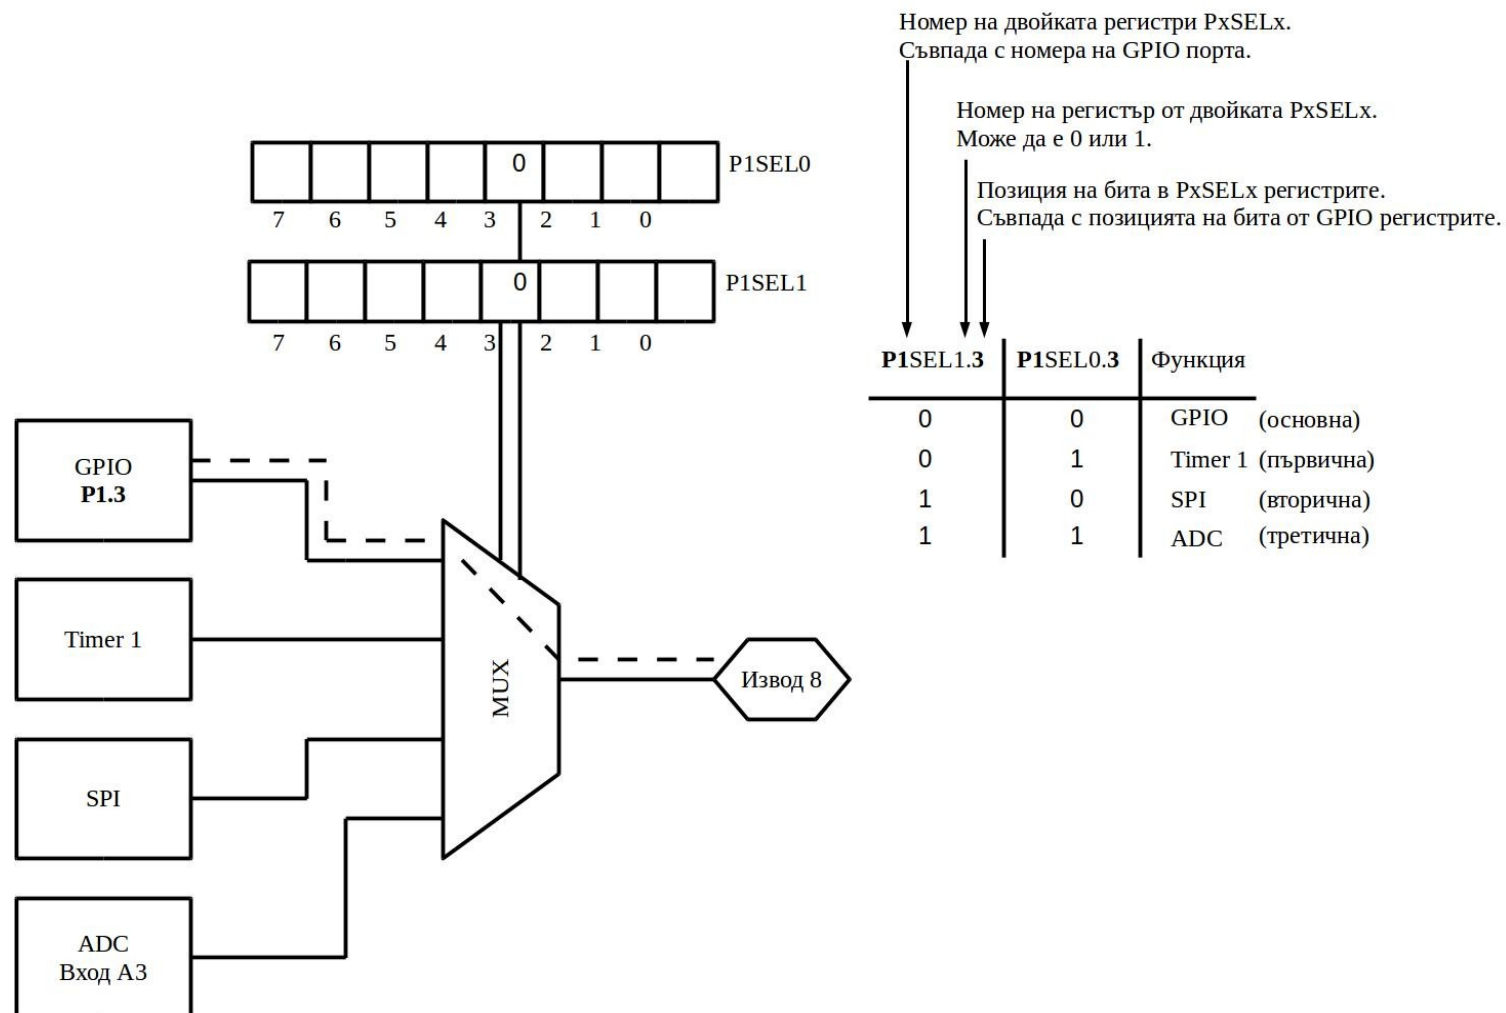 Номер на двойката регистри PxSELx.
Съвпада с номера на GPIO порта.
Номер на регистър от двойката PxSELx.
Може да е 0 или 1.
Позиция на бита в PxSELx регистрите.
Съвпада с позицията на бита от GPIO регистрите.
0 P1SEL0
7 6 5 4 3 2 1 0
0 P1SEL1
7 6 5 4 3 2 1 0
P1SEL1.3 P1SEL0.3 Функция
0 0 GPIO (основна)
0 1 Timer 1 (първична)
1 0 SPI (вторична)
1 1 ADC (третична)
GPIO
P1.3
Timer 1
SPI
ADC
Вход A3
MUX
Извод 8